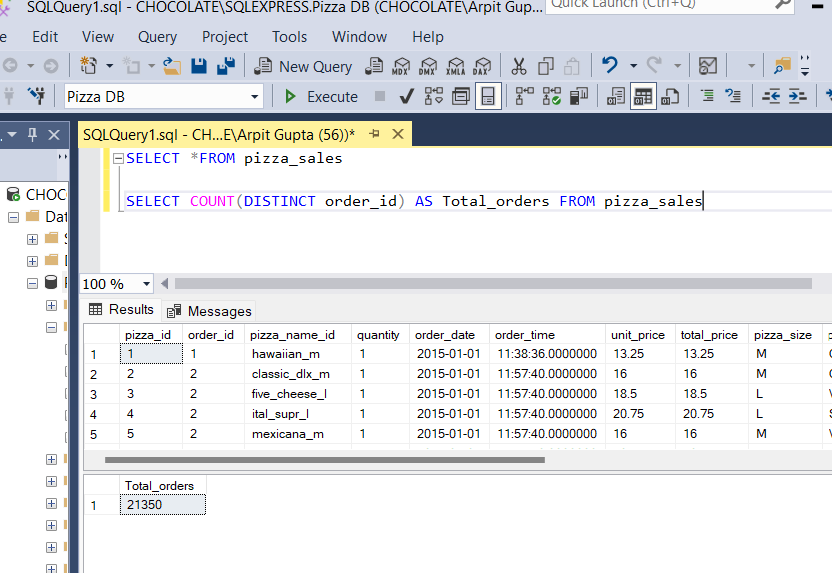 SQLQuery1.sql - CHOCOLATE\SQLEXPRESS.Pizza DB (CHOCOLATE\Arpit Gup...
Quick Launch (Ctrl+Q)
Edit View Query Project Tools Window Help
New Query MDX DMX XMLA DAX
Pizza DB Execute
SQLQuery1.sql - CH...E\Arpit Gupta (56))*
SELECT *FROM pizza_sales
CHOC
Dat
SELECT COUNT(DISTINCT order_id) AS Total_orders FROM pizza_sales
100 %
Results Messages
pizza_id order_id pizza_name_id quantity order_date order_time unit_price total_price pizza_size
1 1 1 hawaiian_m 1 2015-01-01 11:38:36.0000000 13.25 13.25 M
2 2 2 classic_dlx_m 1 2015-01-01 11:57:40.0000000 16 16 M
3 3 2 five_cheese_l 1 2015-01-01 11:57:40.0000000 18.5 18.5 L
4 4 2 ital_supr_l 1 2015-01-01 11:57:40.0000000 20.75 20.75 L
5 5 2 mexicana_m 1 2015-01-01 11:57:40.0000000 16 16 M
Total_orders
1 21350